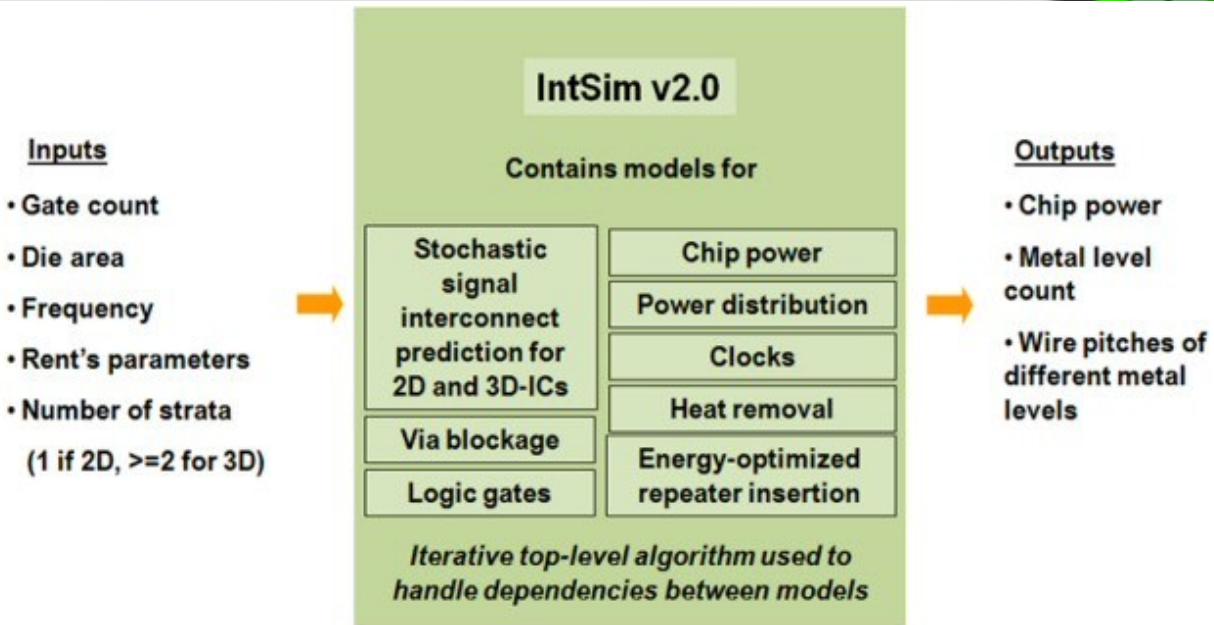 Inputs
• Gate count
• Die area
• Frequency
• Rent's parameters
• Number of strata
(1 if 2D, >=2 for 3D)
IntSim v2.0
Contains models for
Stochastic
signal
interconnect
prediction for
2D and 3D-ICs
Via blockage
Logic gates
Chip power
Power distribution
Clocks
Heat removal
Energy-optimized
repeater insertion
Iterative top-level algorithm used to
handle dependencies between models
Outputs
• Chip power
• Metal level
count
• Wire pitches of
different metal
levels